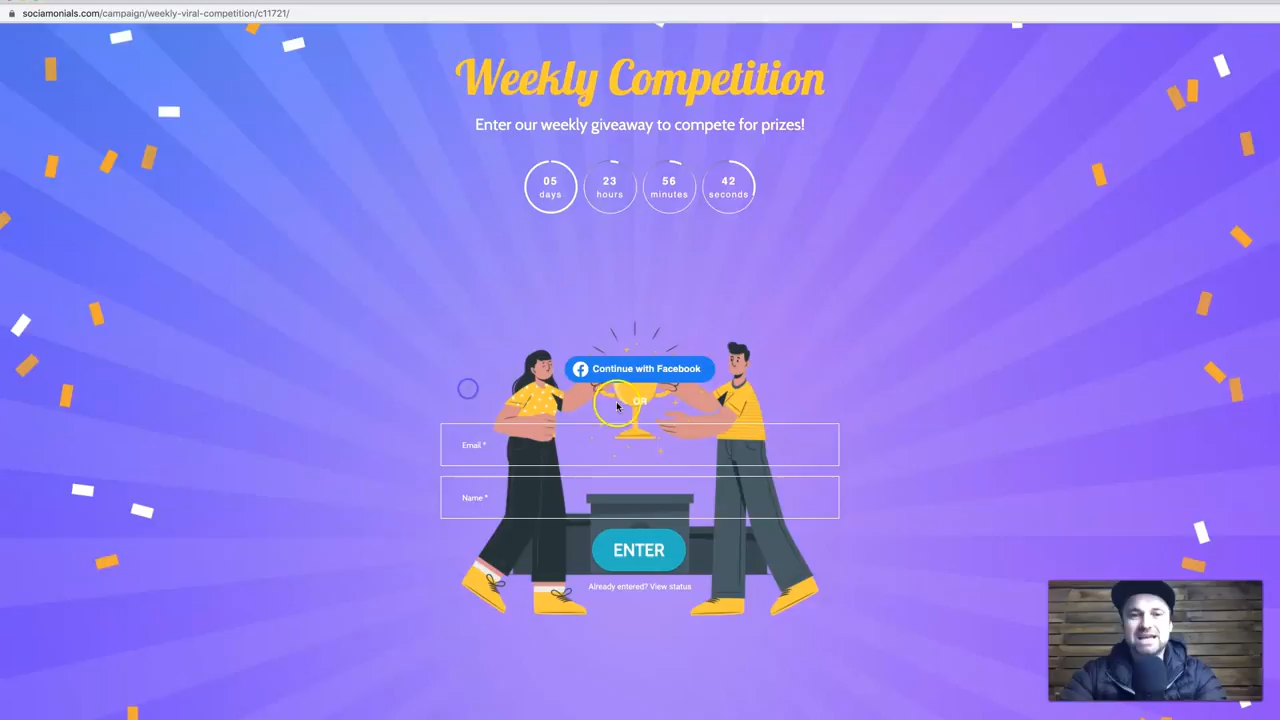 sociamonials.com/campaign/weekly-viral-competition/c11721/
Weekly Competition
Enter our weekly giveaway to compete for prizes!
05 23 56 42
days hours minutes seconds
Continue with Facebook
OR
Email *
Name *
ENTER
Already entered? View status